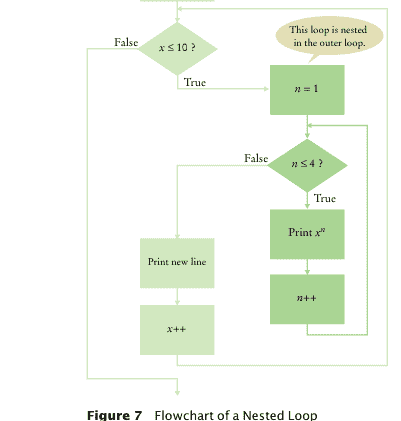 This loop is nested
in the outer loop.
False
x ≤ 10 ?
True
n = 1
False
n ≤ 4 ?
True
Print xⁿ
Print new line
n++
x++
Figure 7 Flowchart of a Nested Loop